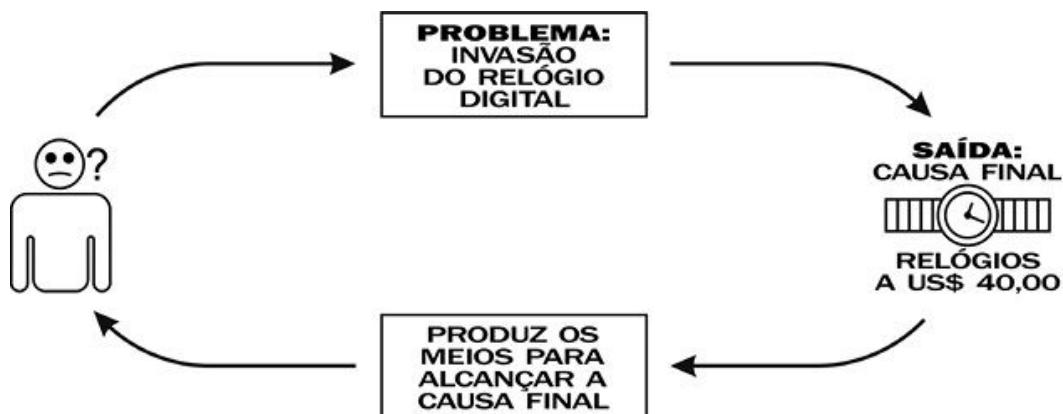 PROBLEMA:
INVASÃO
DO RELÓGIO
DIGITAL
?
SAÍDA:
CAUSA FINAL
RELÓGIOS
A US$ 40,00
PRODUZ OS
MEIOS PARA
ALCANÇAR A
CAUSA FINAL